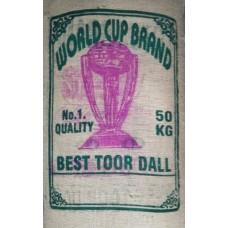 WORLD CUP BRAND
No.1. 50
QUALITY KG
BEST TOOR DALL